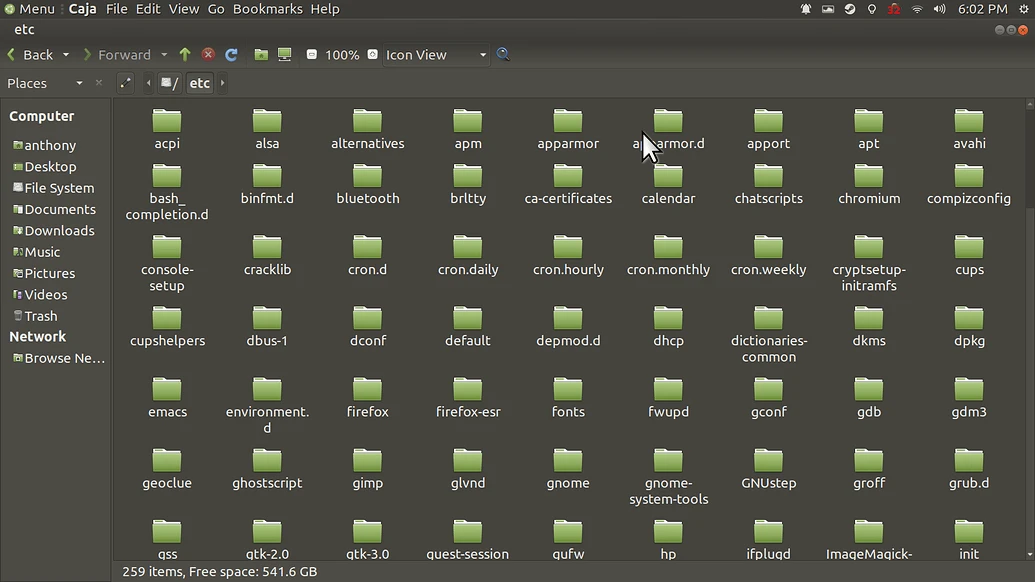 Menu Caja File Edit View Go Bookmarks Help 32 6:02 PM
etc
Back Forward 100% Icon View
Places / etc
Computer
anthony
Desktop
File System
Documents
Downloads
Music
Pictures
Videos
Trash
Network
Browse Ne...
acpi alsa alternatives apm apparmor apparmor.d apport apt avahi
bash_
completion.d
binfmt.d bluetooth brltty ca-certificates calendar chatscripts chromium compizconfig
console-
setup
cracklib cron.d cron.daily cron.hourly cron.monthly cron.weekly
cryptsetup-
initramfs
cups
cupshelpers dbus-1 dconf default depmod.d dhcp
dictionaries-
common
dkms dpkg
emacs
environment.
d
firefox firefox-esr fonts fwupd gconf gdb gdm3
geoclue ghostscript gimp glvnd gnome
gnome-
system-tools
GNUstep groff grub.d
gss gtk-2.0 gtk-3.0 guest-session gufw hp ifplugd ImageMagick- init
259 items, Free space: 541.6 GB